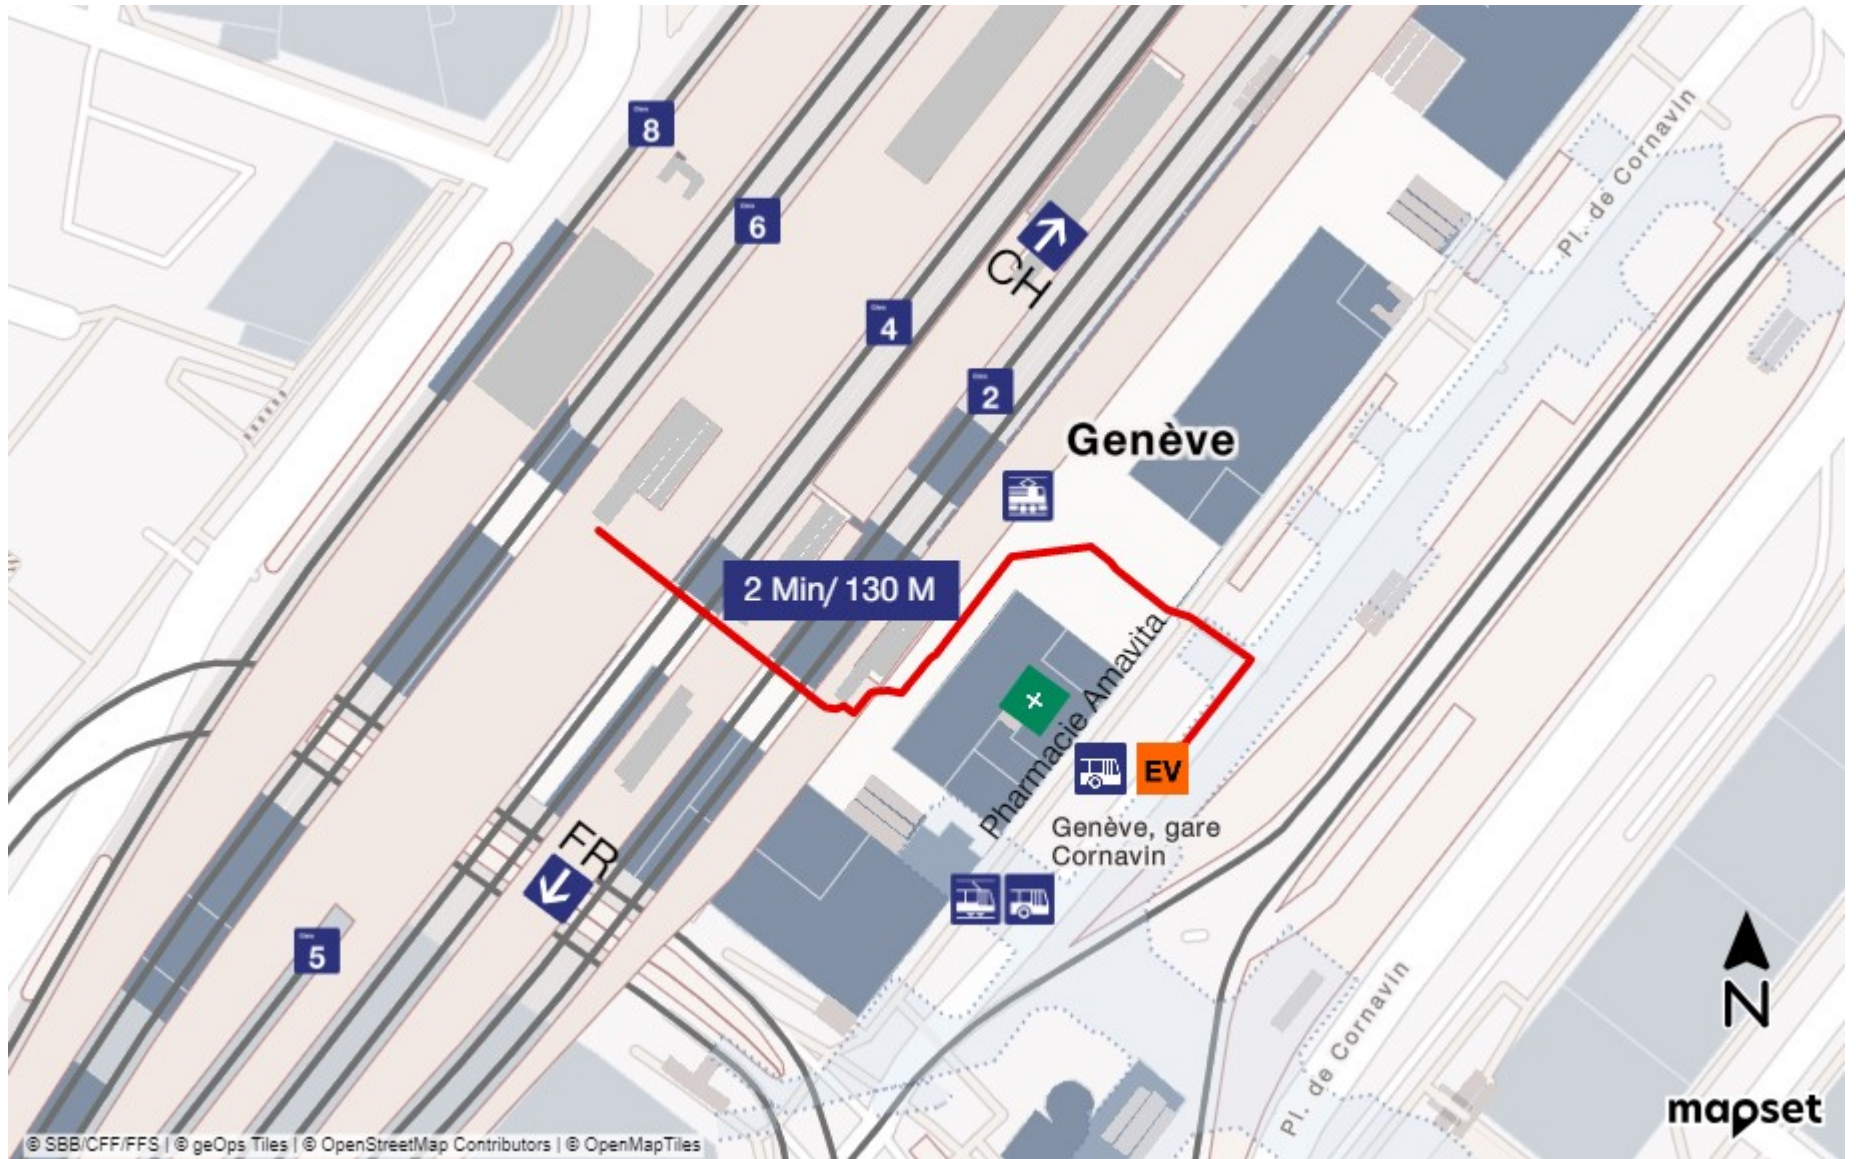 8
6
Pl. de Cornavin
CH
4
2
Genève
2 Min/ 130 M
Pharmacie Amavita
EV
Genève, gare
Cornavin
FR
5
N
Pl. de Cornavin
mapset
© SBB/CFF/FFS | © geOps Tiles | © OpenStreetMap Contributors | © OpenMapTiles